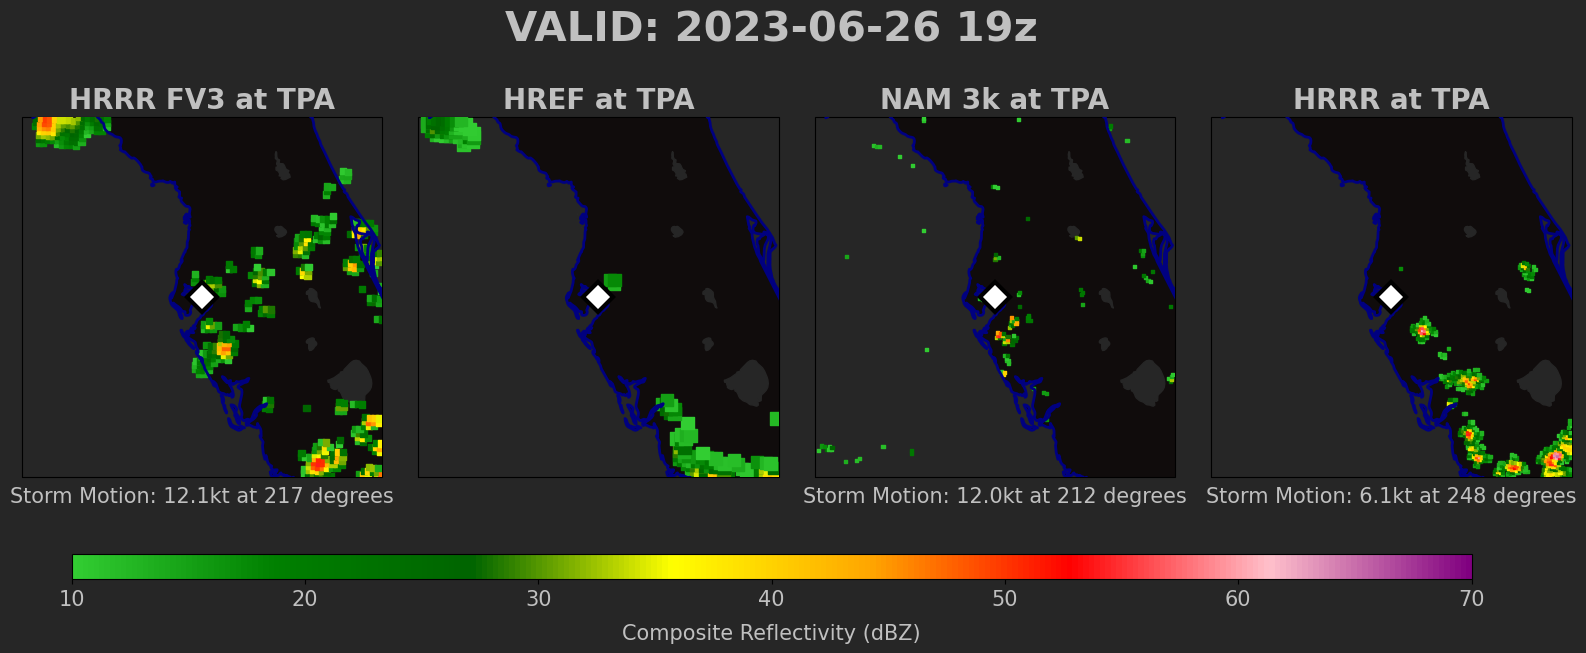 VALID: 2023-06-26 19z
HRRR FV3 at TPA
HREF at TPA
NAM 3k at TPA
HRRR at TPA
Storm Motion: 12.1kt at 217 degrees
Storm Motion: 12.0kt at 212 degrees
Storm Motion: 6.1kt at 248 degrees
10 20 30 40 50 60 70
Composite Reflectivity (dBZ)